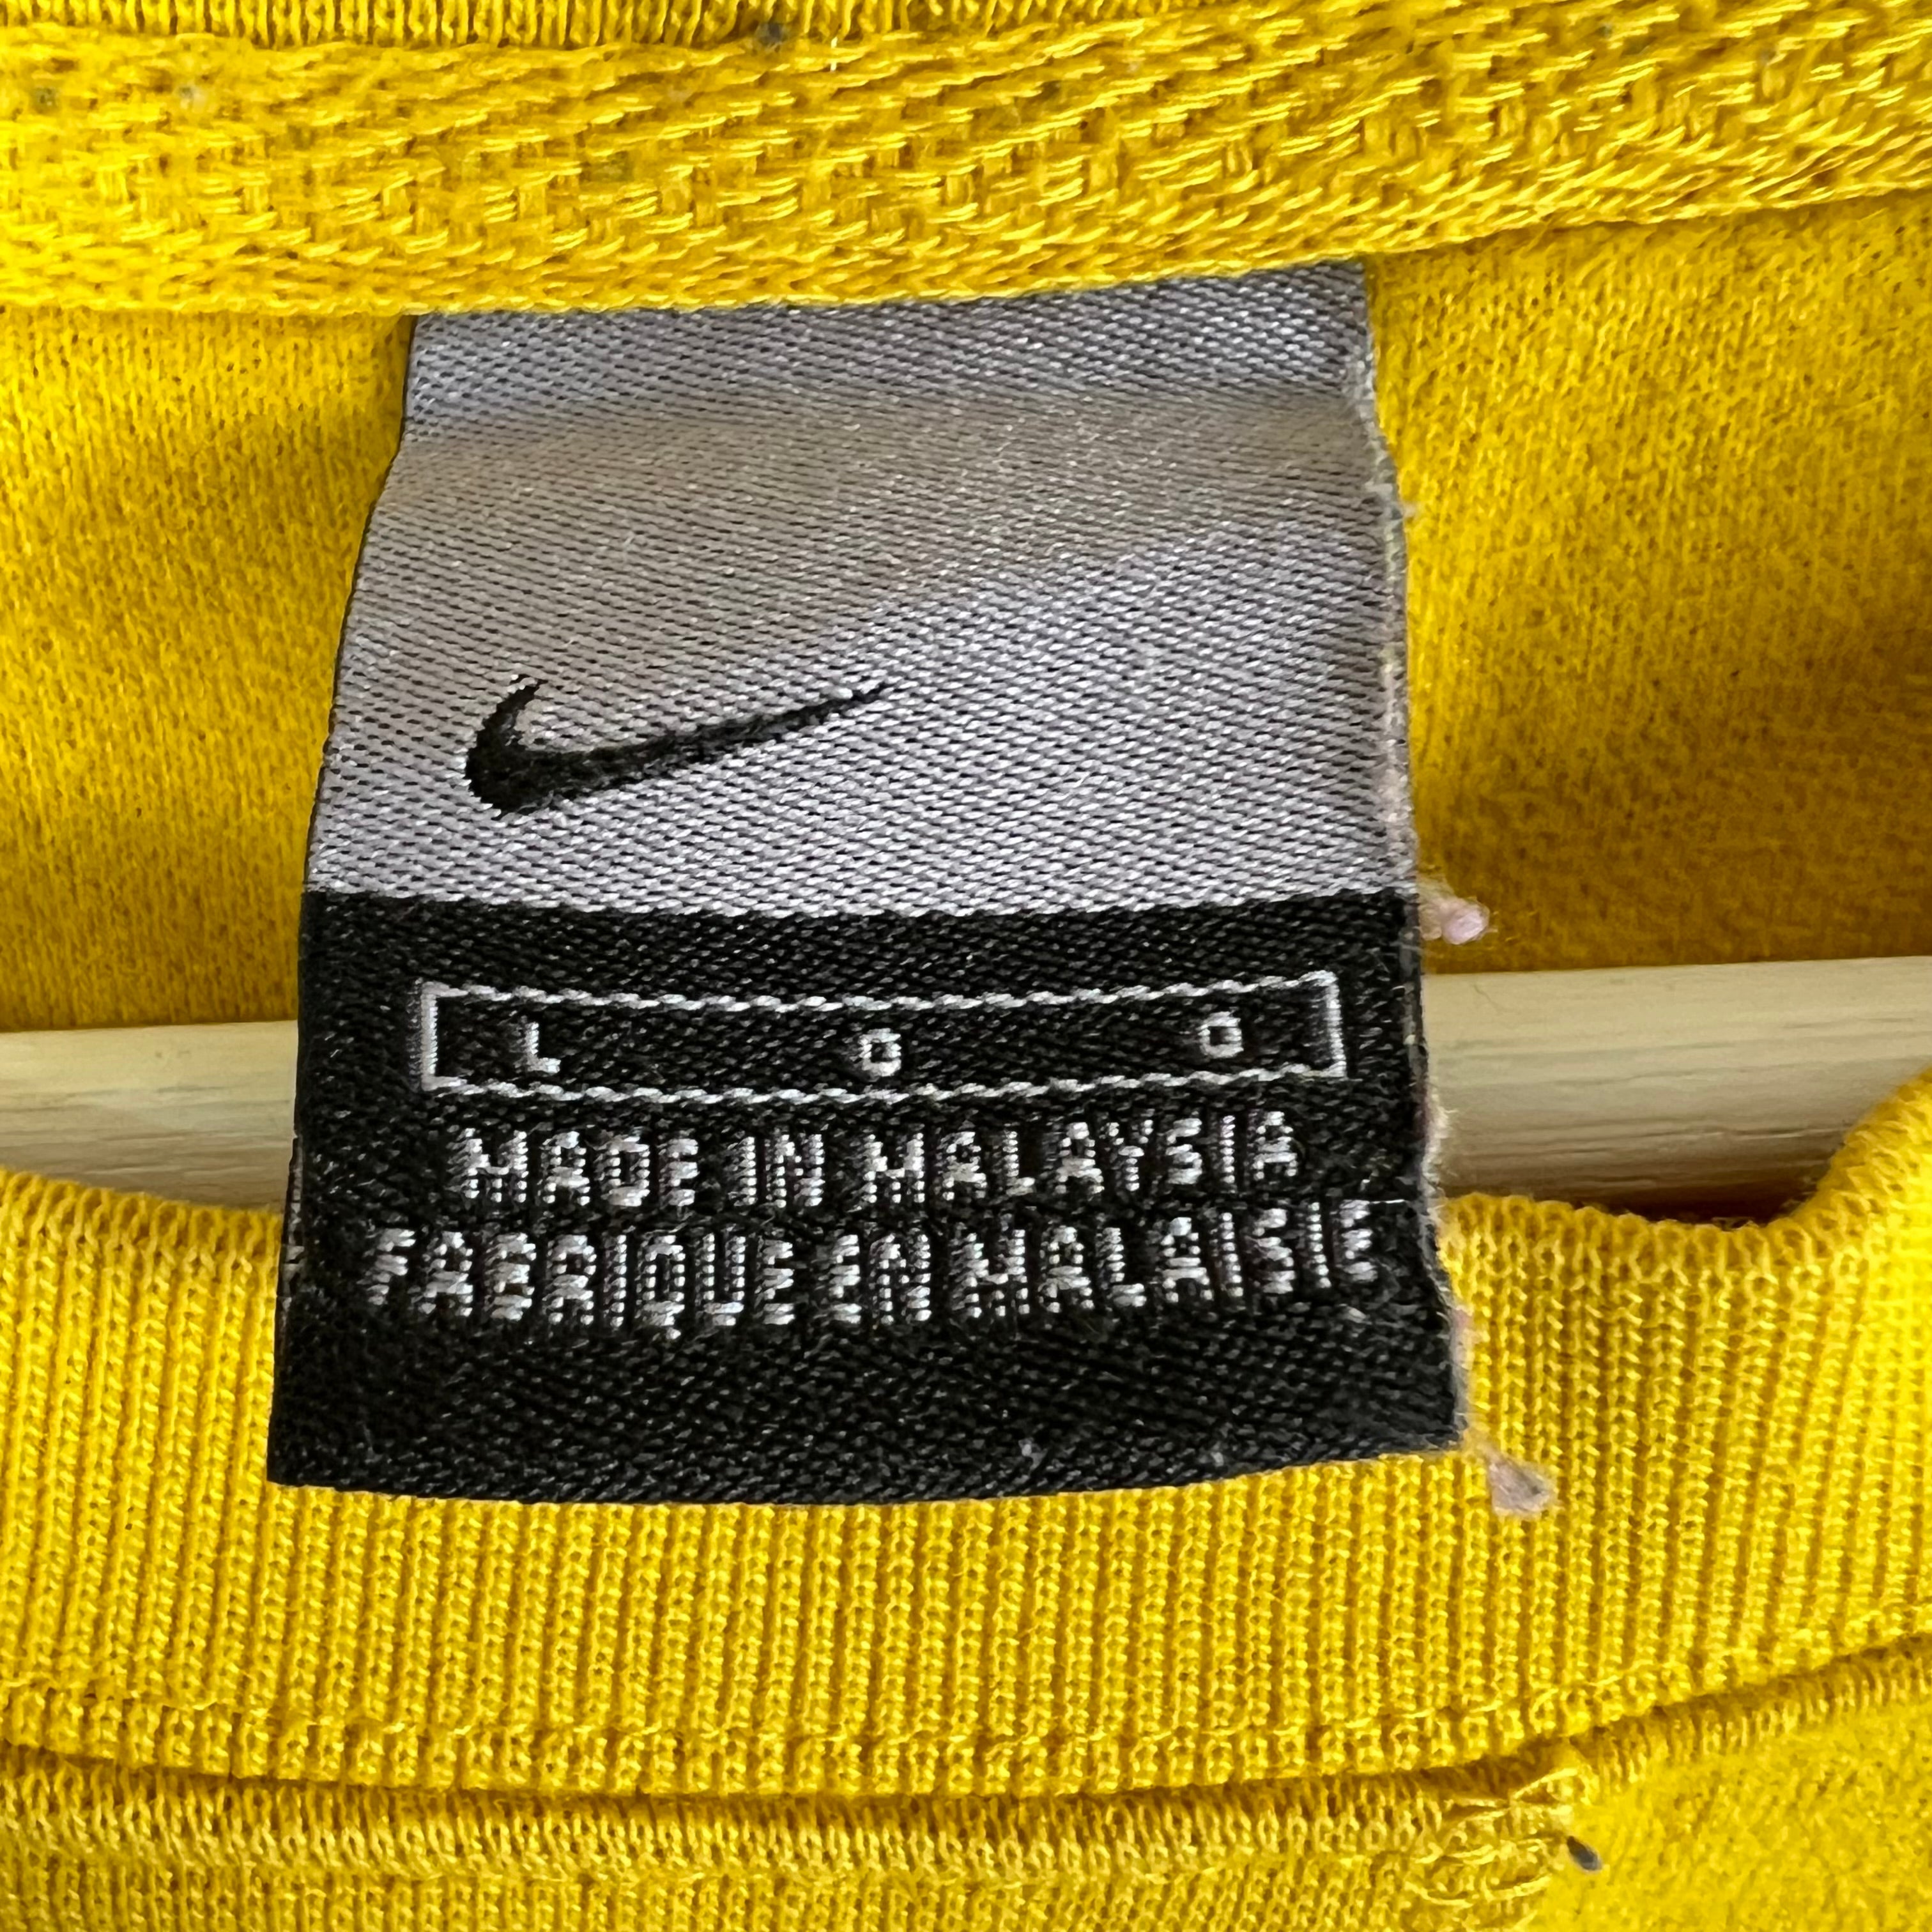 L G G
MADE IN MALAYSIA
FABRIQUE EN MALAISIE